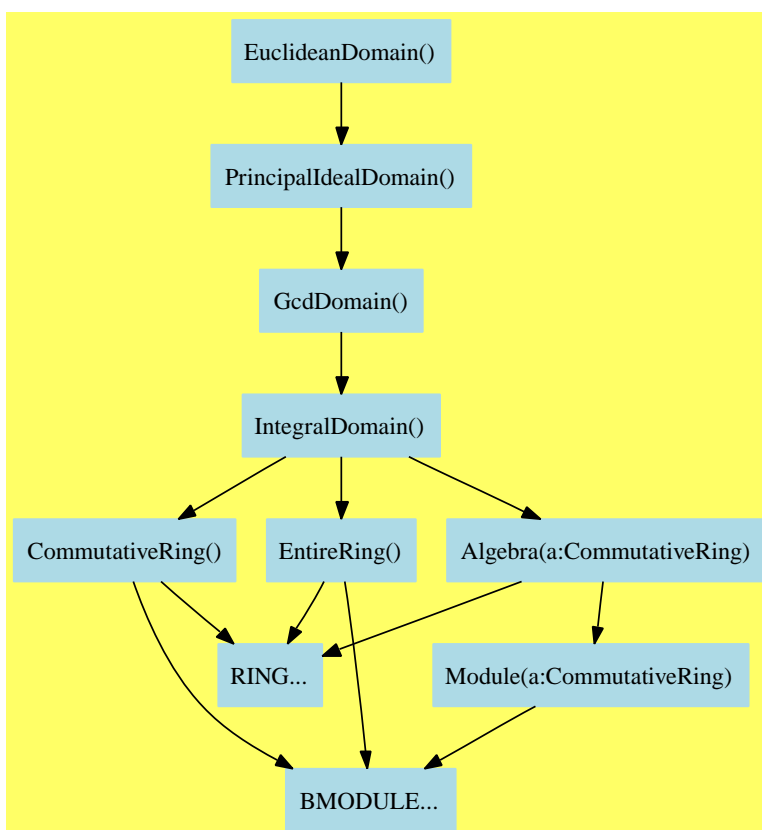 EuclideanDomain()
PrincipalIdealDomain()
GcdDomain()
IntegralDomain()
CommutativeRing()
EntireRing()
Algebra(a:CommutativeRing)
RING...
Module(a:CommutativeRing)
BMODULE...